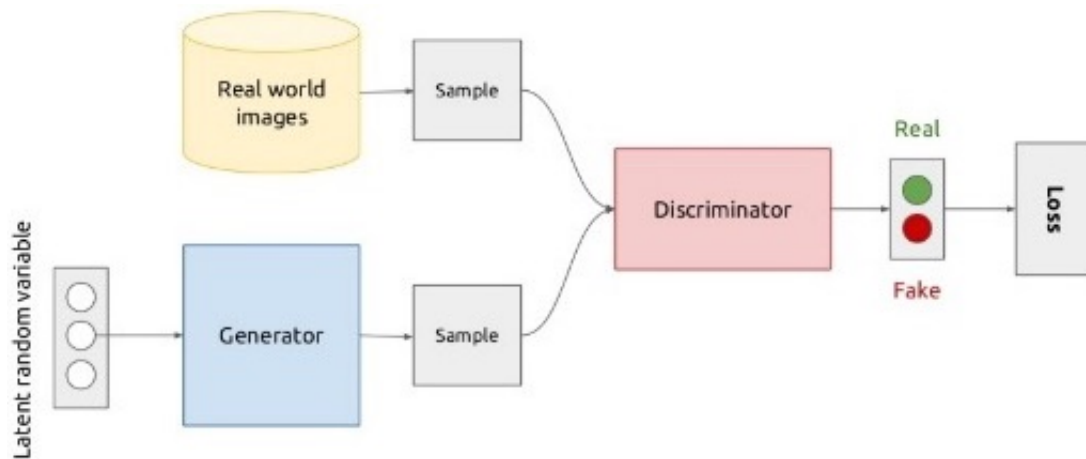 Real world
images
Sample
Real
Discriminator
Loss
Fake
Latent random variable
Generator
Sample